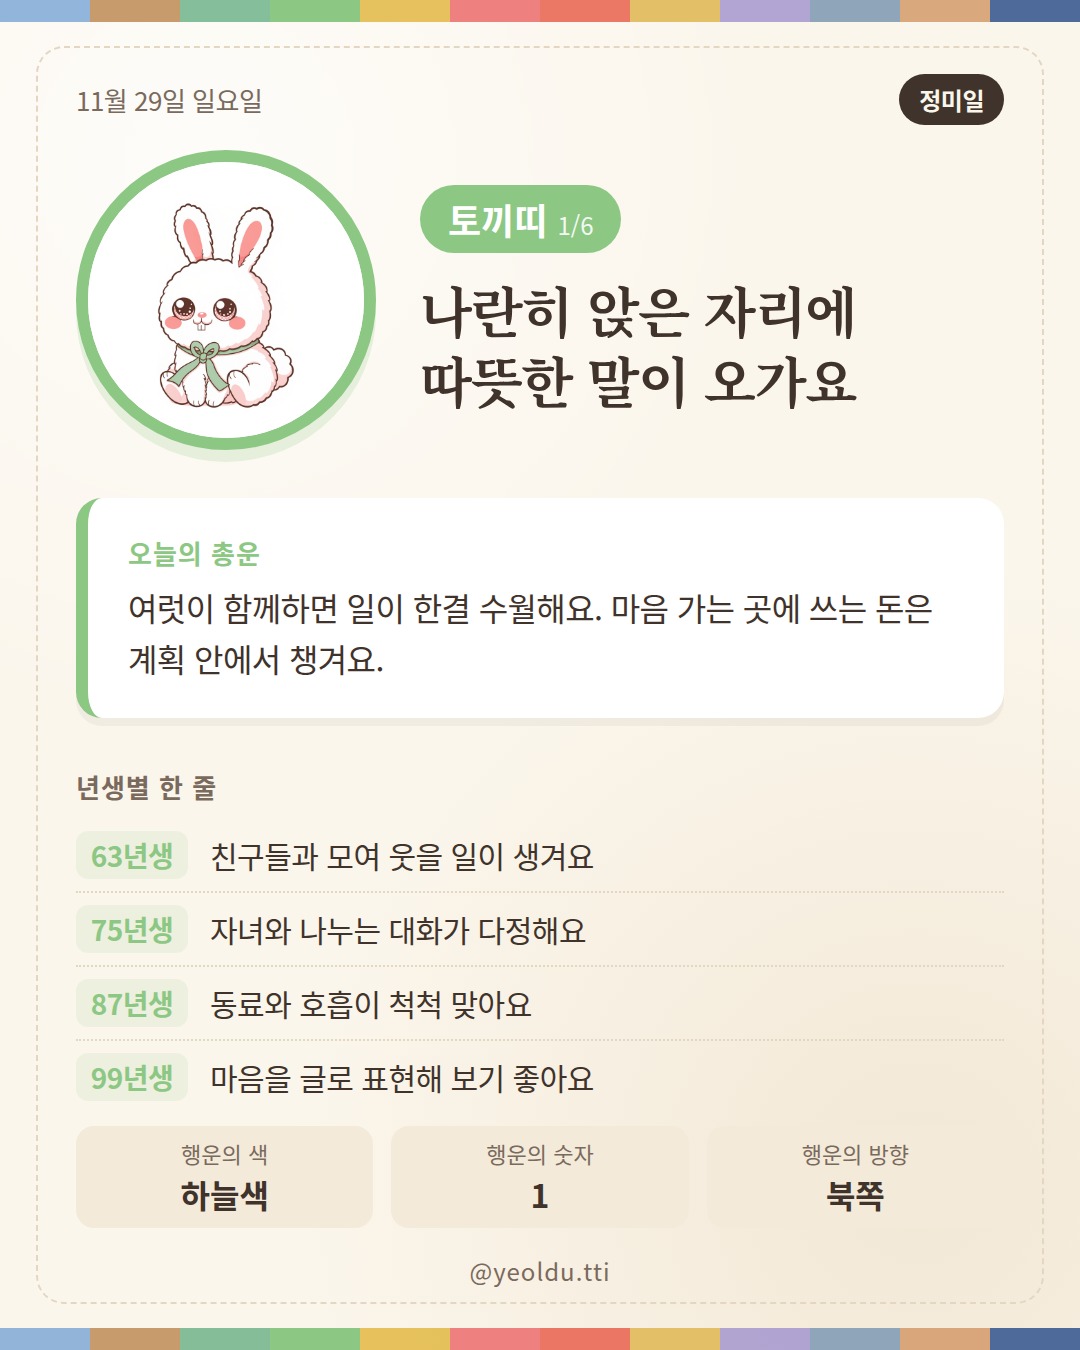 11월 29일 일요일
정미일
토끼띠 1/6
나란히 앉은 자리에
따뜻한 말이 오가요
오늘의 총운
여럿이 함께하면 일이 한결 수월해요. 마음 가는 곳에 쓰는 돈은
계획 안에서 챙겨요.
년생별 한 줄
63년생 친구들과 모여 웃을 일이 생겨요
75년생 자녀와 나누는 대화가 다정해요
87년생 동료와 호흡이 척척 맞아요
99년생 마음을 글로 표현해 보기 좋아요
행운의 색
하늘색
행운의 숫자
1
행운의 방향
북쪽
@yeoldu.tti